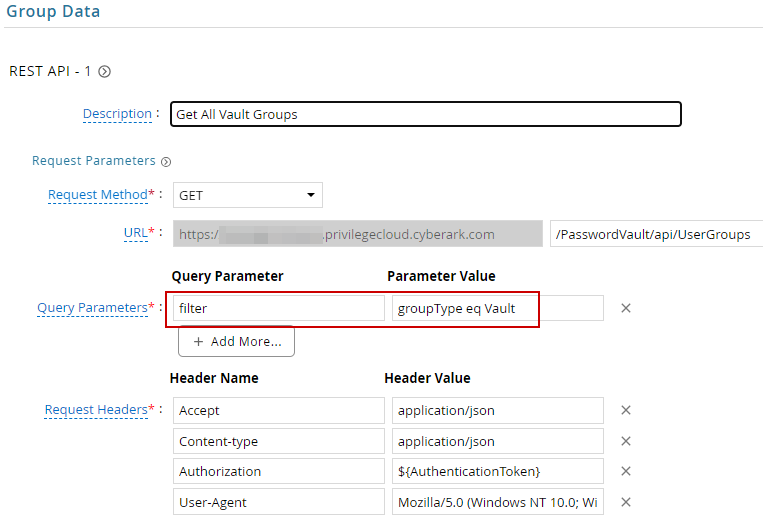 Group Data
REST API - 1
Description :
Get All Vault Groups
Request Parameters
Request Method* :
GET
URL* :
https:/ .privilegecloud.cyberark.com
/PasswordVault/api/UserGroups
Query Parameter Parameter Value
Query Parameters* :
filter
groupType eq Vault
+ Add More...
Header Name Header Value
Request Headers* :
Accept
application/json
Content-type
application/json
Authorization
${AuthenticationToken}
User-Agent
Mozilla/5.0 (Windows NT 10.0; Wi